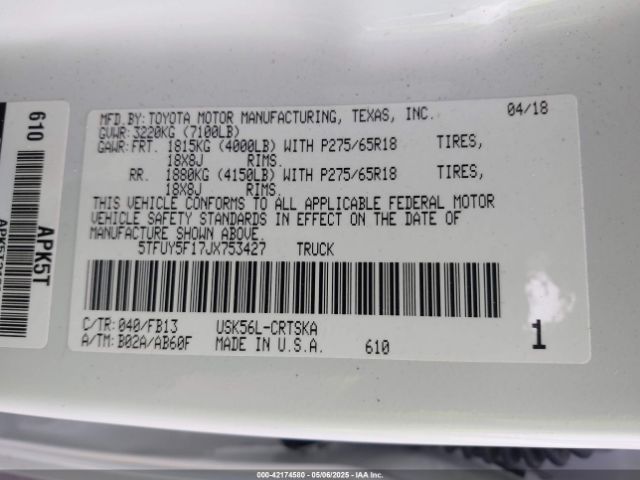 MFD. BY: TOYOTA MOTOR MANUFACTURING, TEXAS, INC. 04/18
GVWR: 3220KG (7100LB)
GAWR: FRT. 1815KG (4000LB) WITH P275/65R18 TIRES,
18X8J RIMS.
RR. 1880KG (4150LB) WITH P275/65R18 TIRES,
18X8J RIMS.
THIS VEHICLE CONFORMS TO ALL APPLICABLE FEDERAL MOTOR
VEHICLE SAFETY STANDARDS IN EFFECT ON THE DATE OF
MANUFACTURE SHOWN ABOVE.
5TFUY5F17JX753427 TRUCK
C/TR: 040/FB13 USK56L-CRTSKA
A/TM: B02A/AB60F MADE IN U.S.A. 610
1
610
APK5T
000-42174580 - 05/06/2025 - IAA Inc.